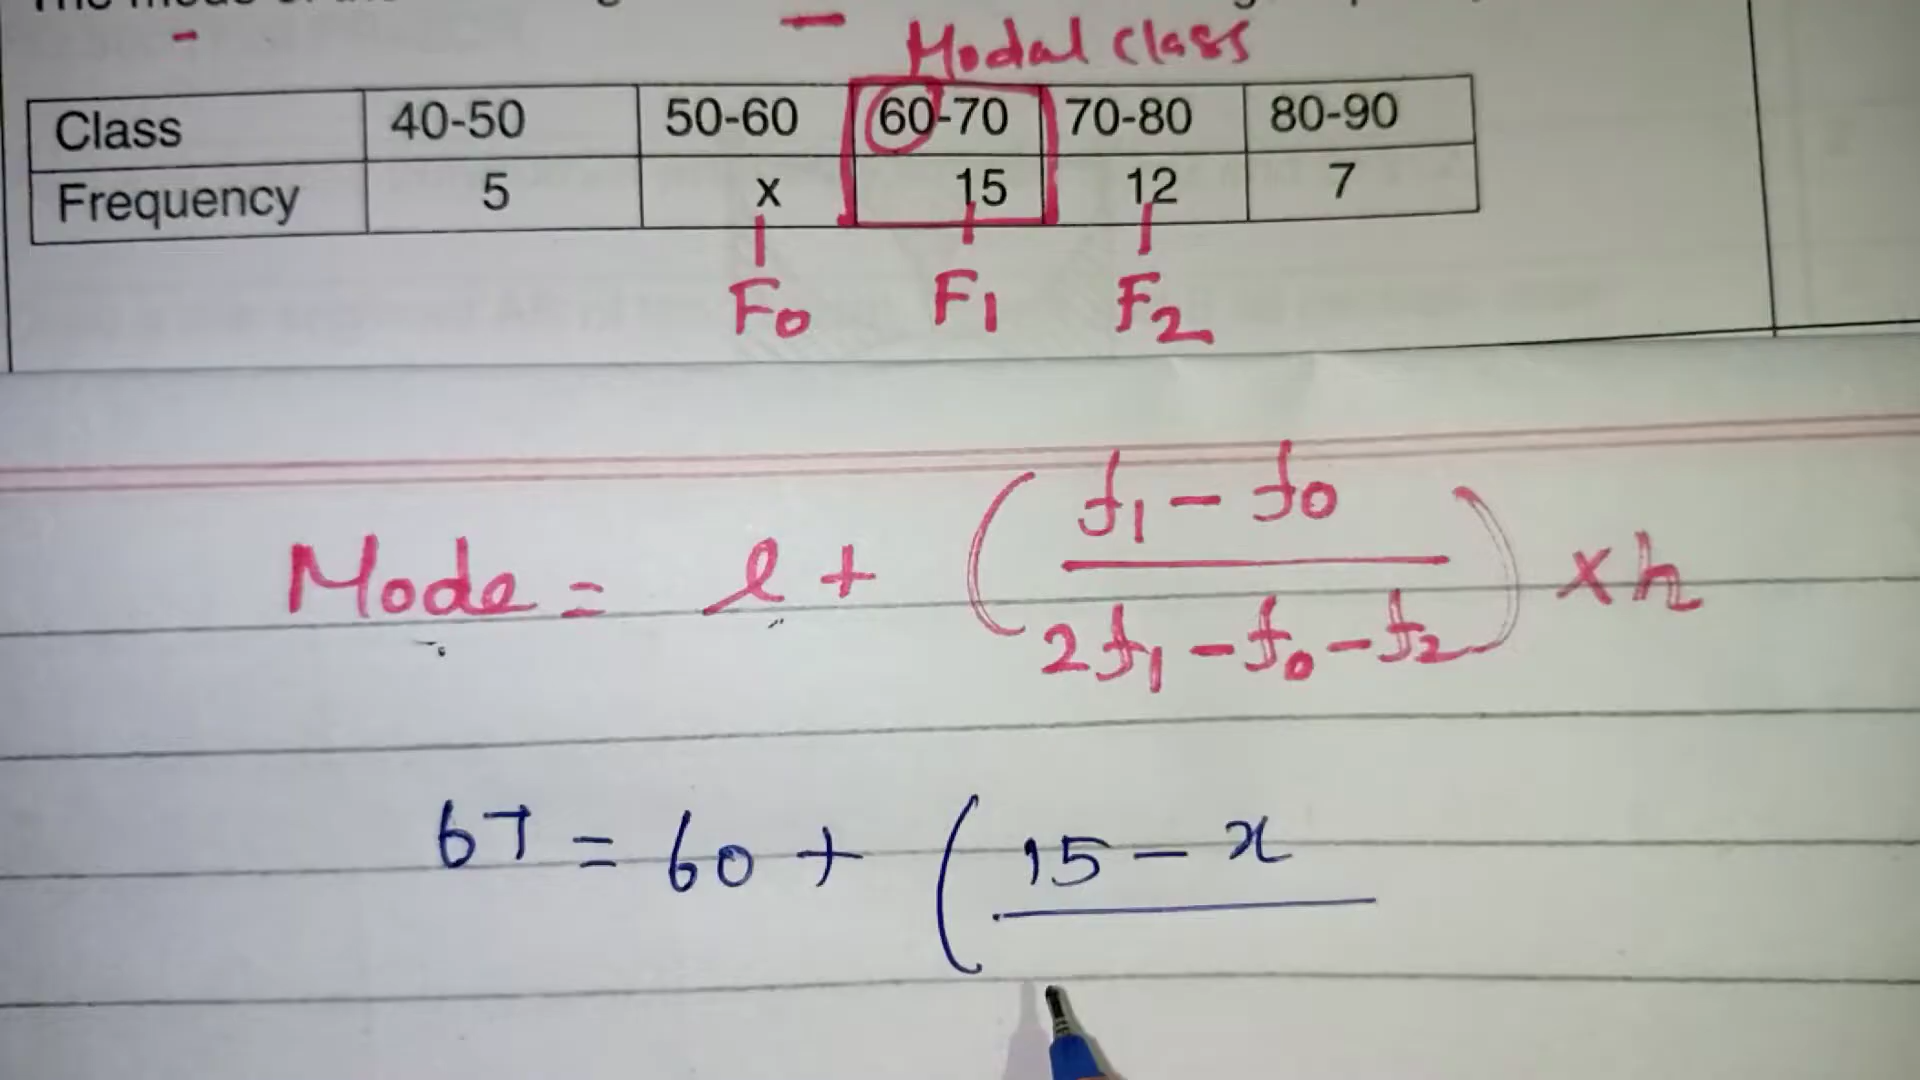 Modal class
Class 40-50 50-60 60-70 70-80 80-90
Frequency 5 x 15 12 7
F0 F1 F2
Mode = l + ( f1 - f0 / 2f1 - f0 - f2 ) × h
67 = 60 + ( 15 - x